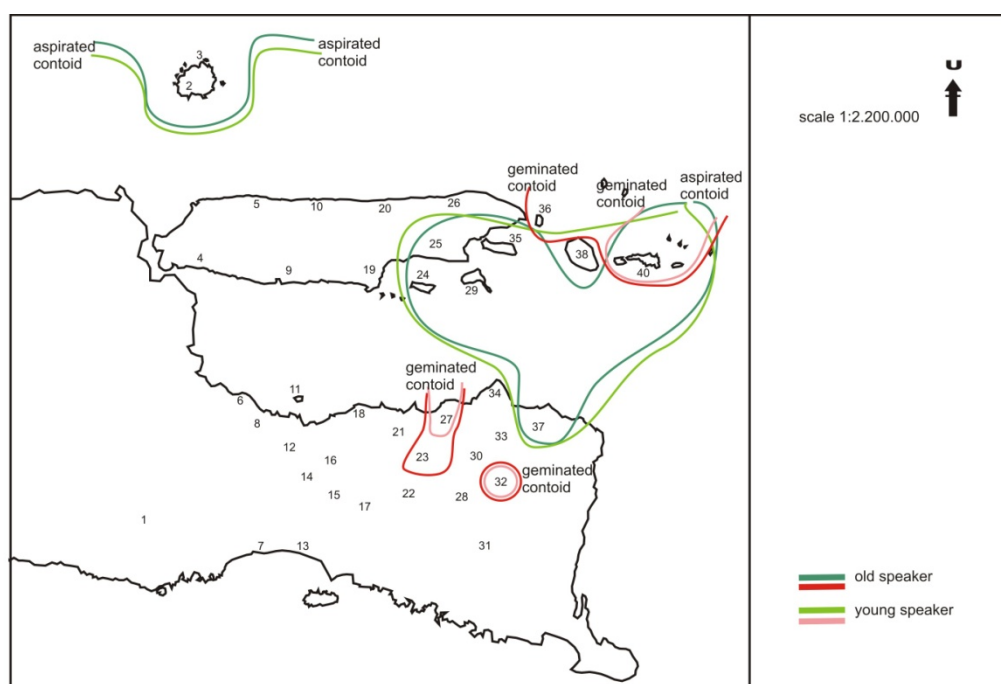 aspirated
contoid
3
2
aspirated
contoid
U
scale 1:2.200.000
geminated
contoid
geminated
contoid
aspirated
contoid
5
10
20
26
36
35
25
38
40
4
9
19
24
29
geminated
contoid
34
11
6
8
18
21
27
37
33
12
16
23
30
14
32
geminated
contoid
15
22
28
17
1
7
13
31
old speaker
young speaker